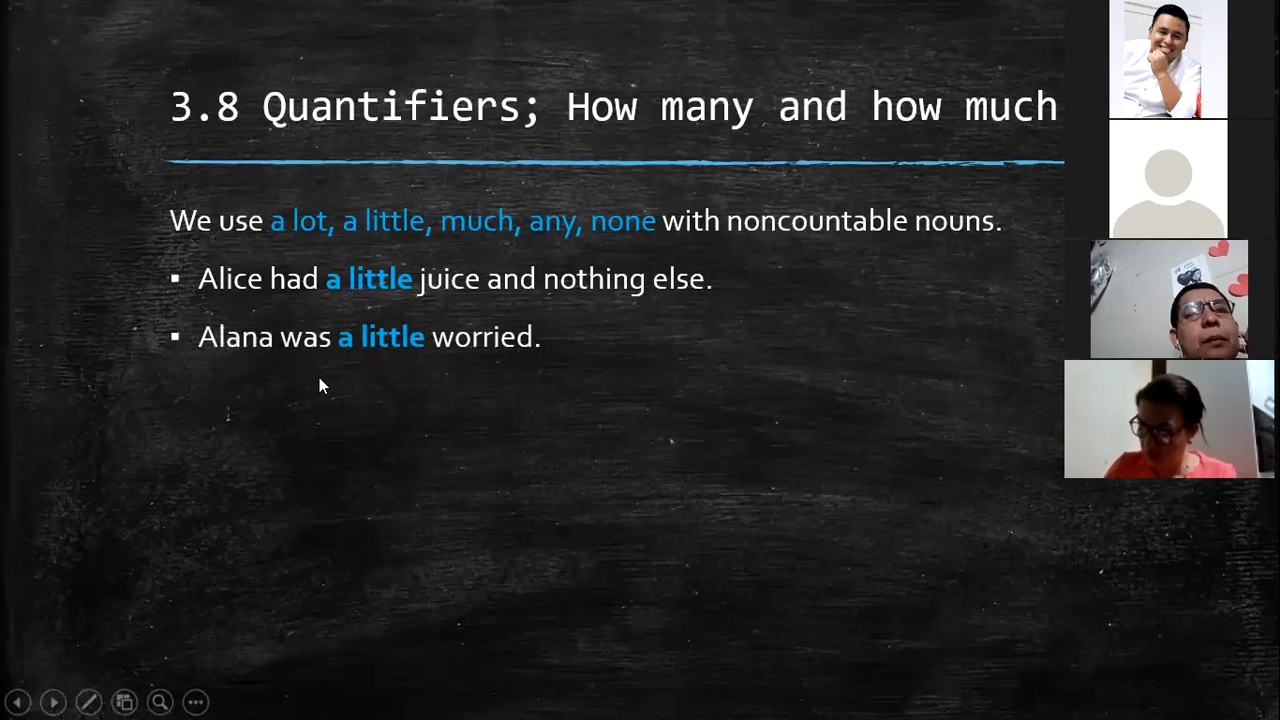 3.8 Quantifiers; How many and how much
We use a lot, a little, much, any, none with noncountable nouns.
▪ Alice had a little juice and nothing else.
▪ Alana was a little worried.